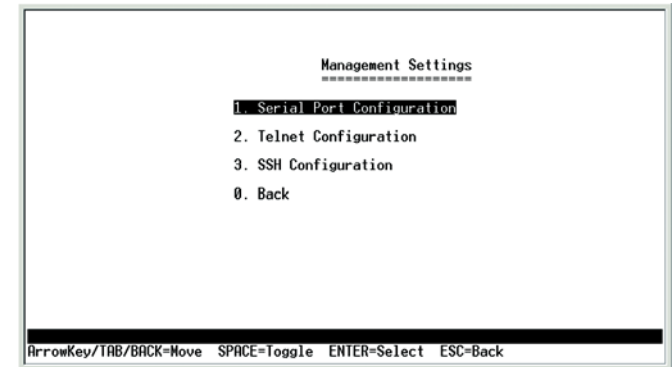 Management Settings
===================
1. Serial Port Configuration
2. Telnet Configuration
3. SSH Configuration
0. Back
ArrowKey/TAB/BACK=Move  SPACE=Toggle  ENTER=Select  ESC=Back